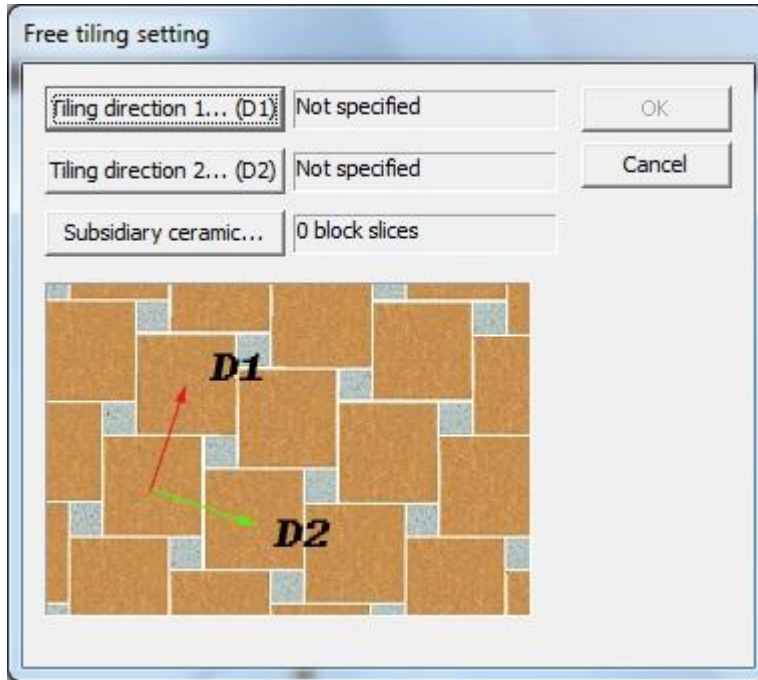 Free tiling setting
Tiling direction 1... (D1) Not specified OK
Tiling direction 2... (D2) Not specified Cancel
Subsidiary ceramic... 0 block slices
D1
D2